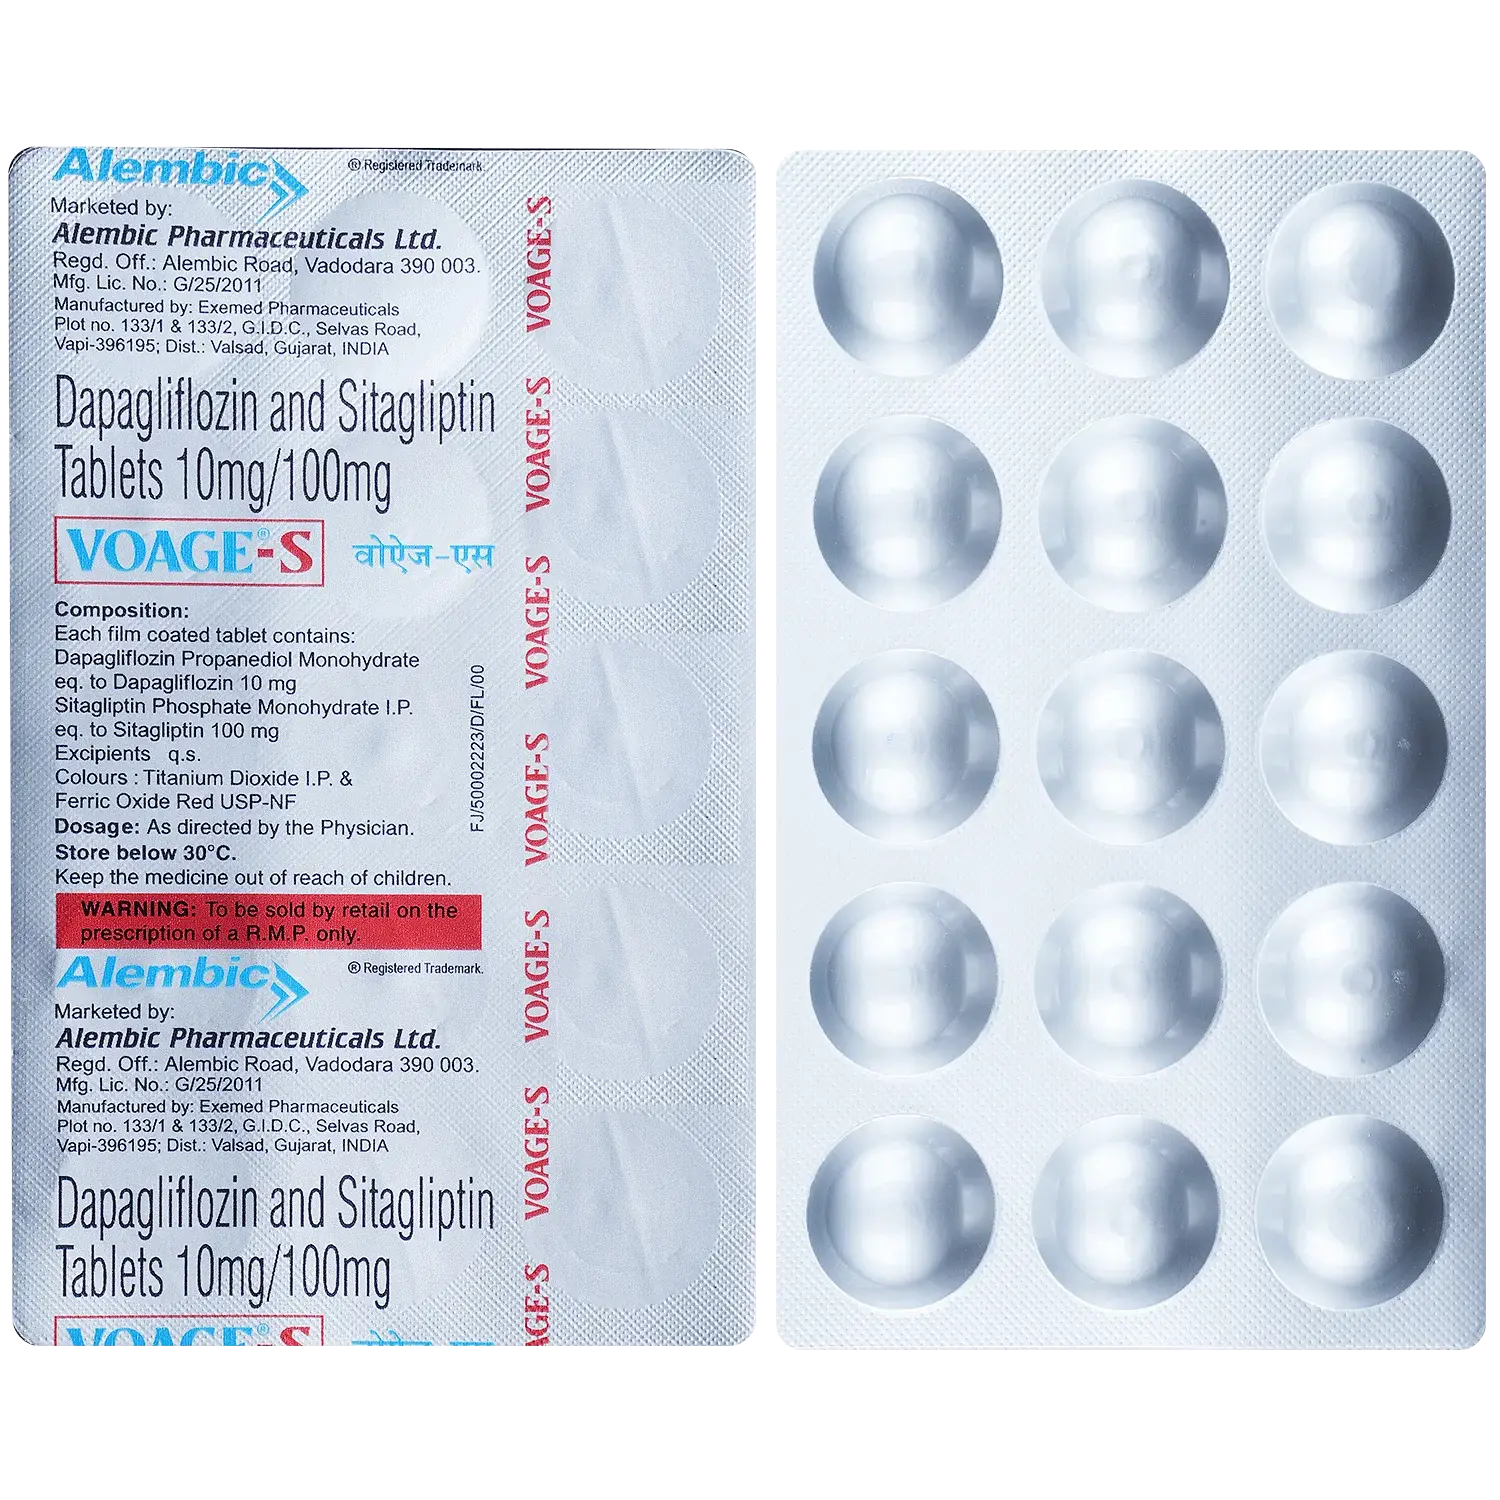 Alembic
® Registered Trademark.
Marketed by:
Alembic Pharmaceuticals Ltd.
Regd. Off.: Alembic Road, Vadodara 390 003.
Mfg. Lic. No.: G/25/2011
Manufactured by: Exemed Pharmaceuticals
Plot no. 133/1 & 133/2, G.I.D.C., Selvas Road,
Vapi-396195; Dist.: Valsad, Gujarat, INDIA
Dapagliflozin and Sitagliptin
Tablets 10mg/100mg
VOAGE®-S वोऐज-एस
Composition:
Each film coated tablet contains:
Dapagliflozin Propanediol Monohydrate
eq. to Dapagliflozin 10 mg
Sitagliptin Phosphate Monohydrate I.P.
eq. to Sitagliptin 100 mg
Excipients q.s.
Colours : Titanium Dioxide I.P. &
Ferric Oxide Red USP-NF
Dosage: As directed by the Physician.
Store below 30°C.
Keep the medicine out of reach of children.
WARNING: To be sold by retail on the
prescription of a R.M.P. only.
FJ/50002223/D/FL/00
Alembic
® Registered Trademark.
Marketed by:
Alembic Pharmaceuticals Ltd.
Regd. Off.: Alembic Road, Vadodara 390 003.
Mfg. Lic. No.: G/25/2011
Manufactured by: Exemed Pharmaceuticals
Plot no. 133/1 & 133/2, G.I.D.C., Selvas Road,
Vapi-396195; Dist.: Valsad, Gujarat, INDIA
Dapagliflozin and Sitagliptin
Tablets 10mg/100mg
VOAGE®-S वोऐज-एस
VOAGE-S
VOAGE-S
VOAGE-S
VOAGE-S
VOAGE-S
VOAGE-S
AGE-S